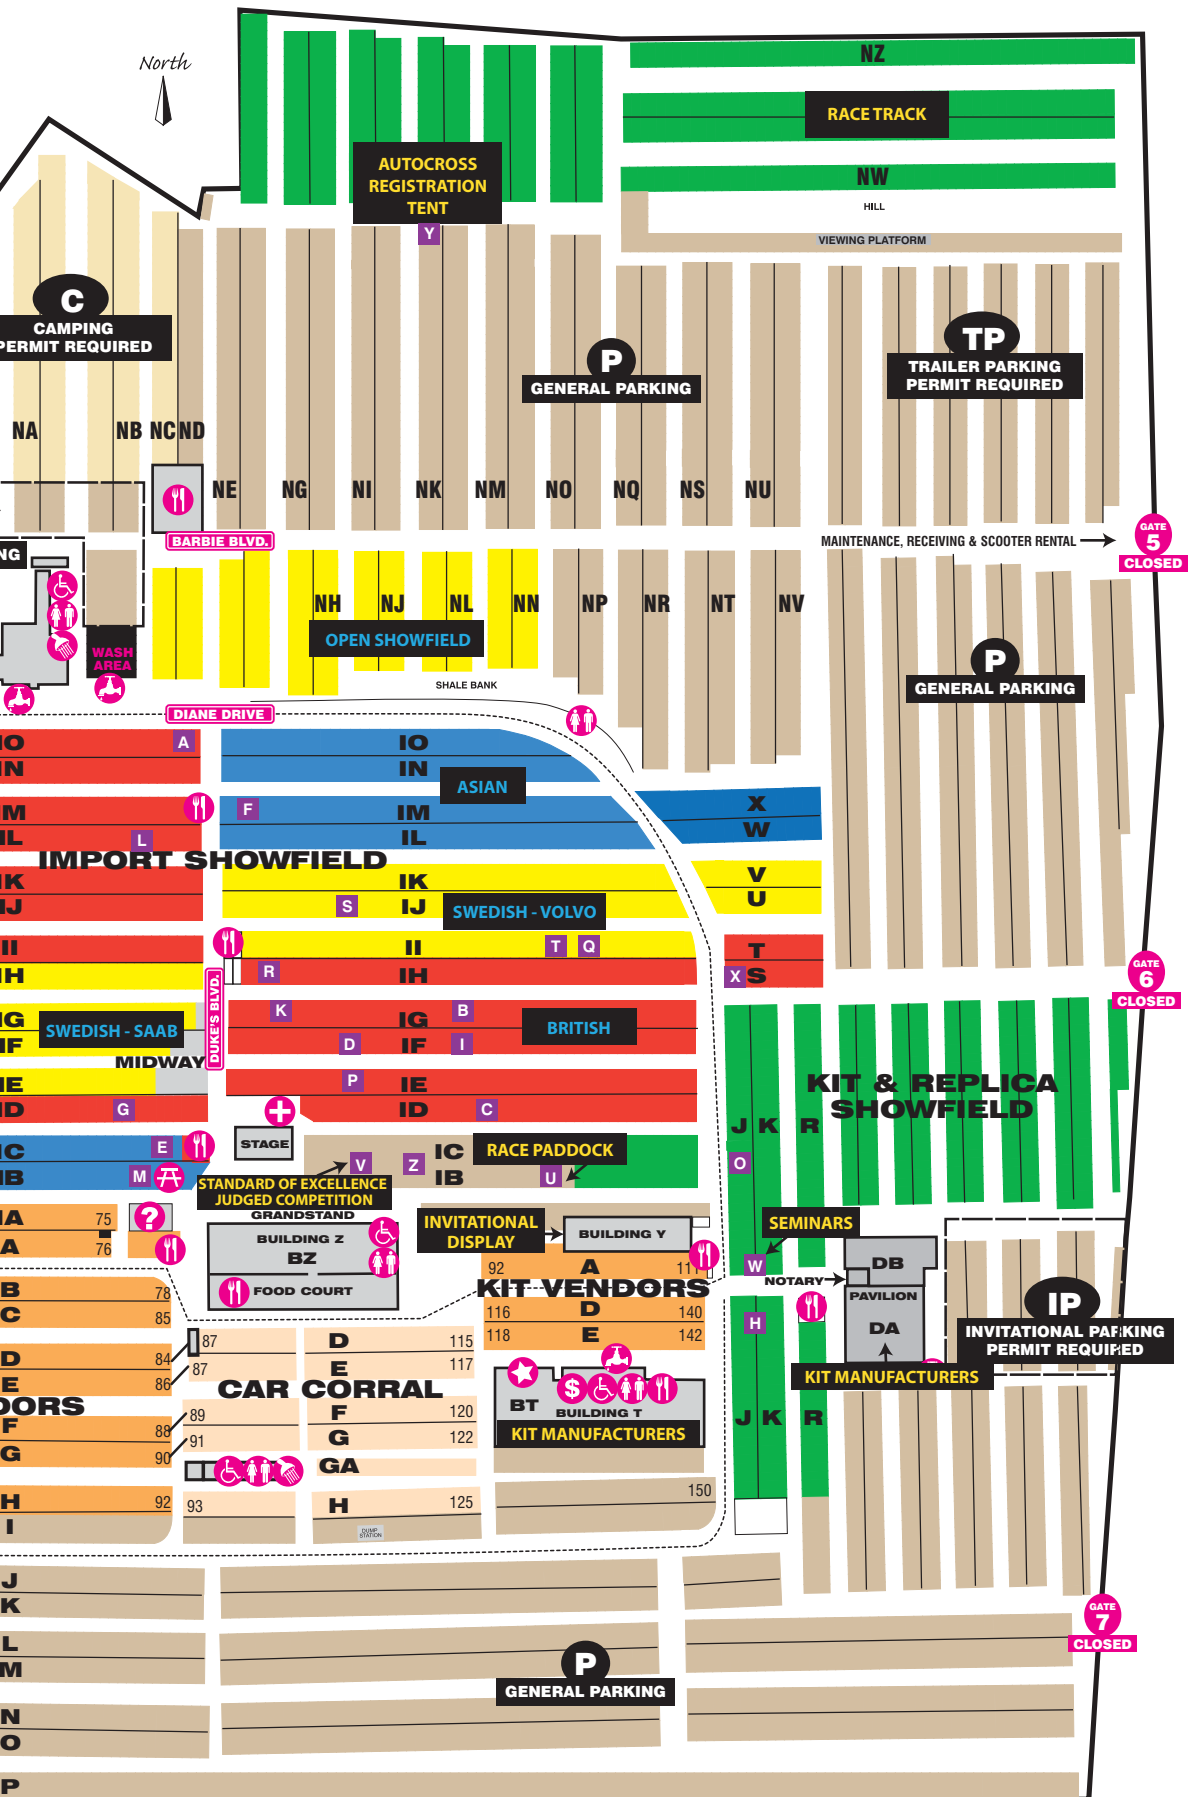 North
NZ
RACE TRACK
NW
HILL
VIEWING PLATFORM
AUTOCROSS
REGISTRATION
TENT
Y
C
CAMPING
PERMIT REQUIRED
P
GENERAL PARKING
TP
TRAILER PARKING
PERMIT REQUIRED
NA
NB
NC
ND
NE
NG
NI
NK
NM
NO
NQ
NS
NU
BARBIE BLVD.
MAINTENANCE, RECEIVING & SCOOTER RENTAL
GATE
5
CLOSED
NG
NH
NJ
NL
NN
NP
NR
NT
NV
OPEN SHOWFIELD
WASH
AREA
SHALE BANK
P
GENERAL PARKING
DIANE DRIVE
IO
A
IO
IN
IN
ASIAN
IM
F
IM
X
L
IL
IL
W
IMPORT SHOWFIELD
IK
IK
V
IJ
S
IJ
SWEDISH - VOLVO
U
II
II
T
Q
T
IH
R
IH
X
S
GATE
6
CLOSED
DUKE'S BLVD.
IG
SWEDISH - SAAB
K
IG
B
BRITISH
IF
D
IF
I
MIDWAY
IE
P
IE
ID
G
ID
C
KIT & REPLICA
SHOWFIELD
J
K
R
IC
E
STAGE
IC
RACE PADDOCK
IB
M
V
Z
IB
U
O
STANDARD OF EXCELLENCE
JUDGED COMPETITION
GRANDSTAND
IA
75
?
A
76
BUILDING Z
BZ
FOOD COURT
INVITATIONAL
DISPLAY
BUILDING Y
SEMINARS
W
92
A
111
KIT VENDORS
NOTARY
DB
PAVILION
DA
KIT MANUFACTURERS
IP
INVITATIONAL PARKING
PERMIT REQUIRED
B
78
C
85
116
D
140
118
E
142
H
D
84
87
D
115
E
86
87
E
117
CAR CORRAL
DORS
F
88
89
F
120
G
90
91
G
122
GA
BT
$
BUILDING T
KIT MANUFACTURERS
J
K
R
H
92
93
H
125
150
I
DUMP
STATION
J
K
L
M
P
GENERAL PARKING
GATE
7
CLOSED
N
O
P